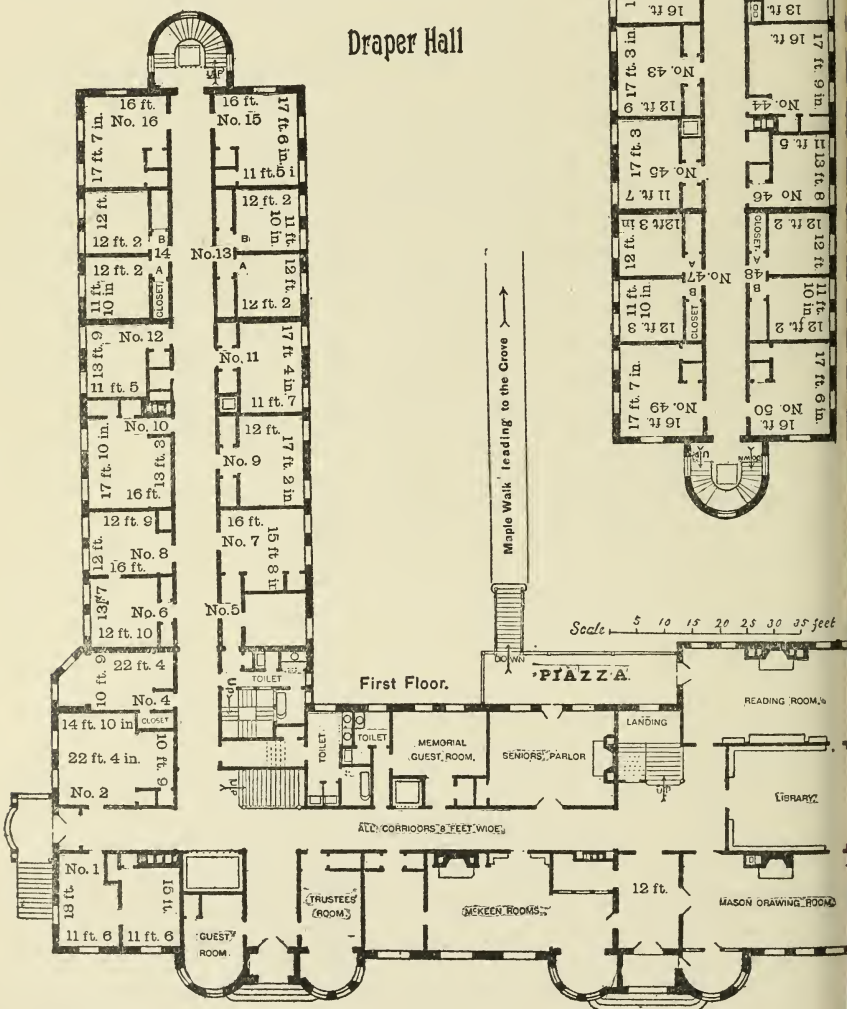 Draper Hall
UP
16 ft.
No. 16
17 ft. 7 in.
16 ft.
No. 15
17 ft. 6 in.
11 ft. 5 i
12 ft.
12 ft. 2
B
14
A
12 ft. 2
11 ft.
10 in
CLOSET
12 ft. 2
11 ft.
10 in.
B
No. 13
A
12 ft.
12 ft. 2
No. 12
13 ft. 9
11 ft. 5
No. 11
17 ft 4 in.
11 ft. 7
No. 10
17 ft. 10 in.
13 ft. 3
16 ft.
12 ft.
No. 9
17 ft. 2 in
12 ft. 9
12 ft.
No. 8
16 ft.
16 ft.
No. 7
15 ft 8 in
13 ft 7
No. 6
12 ft. 10
No. 5
22 ft. 4
10 ft. 9
No. 4
TOILET
UP
14 ft. 10 in
CLOSET
22 ft. 4 in.
10 ft. 9
No. 2
UP
First Floor.
TOILET
TOILET
MEMORIAL
GUEST ROOM.
SENIORS' PARLOR
Maple Walk leading to the Grove
DOWN
PIAZZA.
LANDING
UP
Scale 5 10 15 20 25 30 35 feet
READING ROOM.
LIBRARY.
ALL CORRIDORS 8 FEET WIDE.
No. 1
18 ft.
11 ft. 6
15 ft.
11 ft. 6
GUEST
ROOM.
TRUSTEES
ROOM.
McKEEN ROOMS.
12 ft.
MASON DRAWING ROOM
16 ft.
13 ft.
17 ft. 3 in.
No. 43
12 ft 9
16 ft.
17 ft. 9 in
No. 44
17 ft. 3
No. 45
11 ft. 7
11 ft. 5
13 ft. 8
No. 46
12ft 3 in
12 ft.
A
No. 47
B
11 ft.
10 in
12 ft. 3
CLOSET
CLOSET
12 ft. 2
12 ft.
A
48
B
11 ft.
10 in.
12 ft. 2
17 ft. 7 in.
No. 49
16 ft.
17 ft. 6 in.
No. 50
16 ft.
UP
DOWN